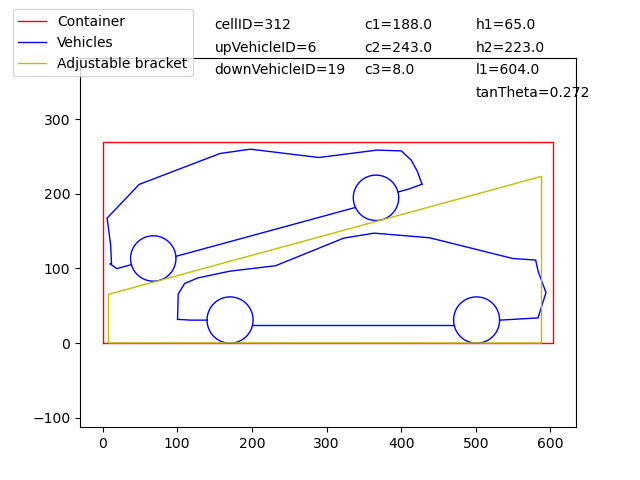 Container
Vehicles
Adjustable bracket
cellID=312
upVehicleID=6
downVehicleID=19
c1=188.0
c2=243.0
c3=8.0
h1=65.0
h2=223.0
l1=604.0
tanTheta=0.272
300
200
100
0
−100
0 100 200 300 400 500 600